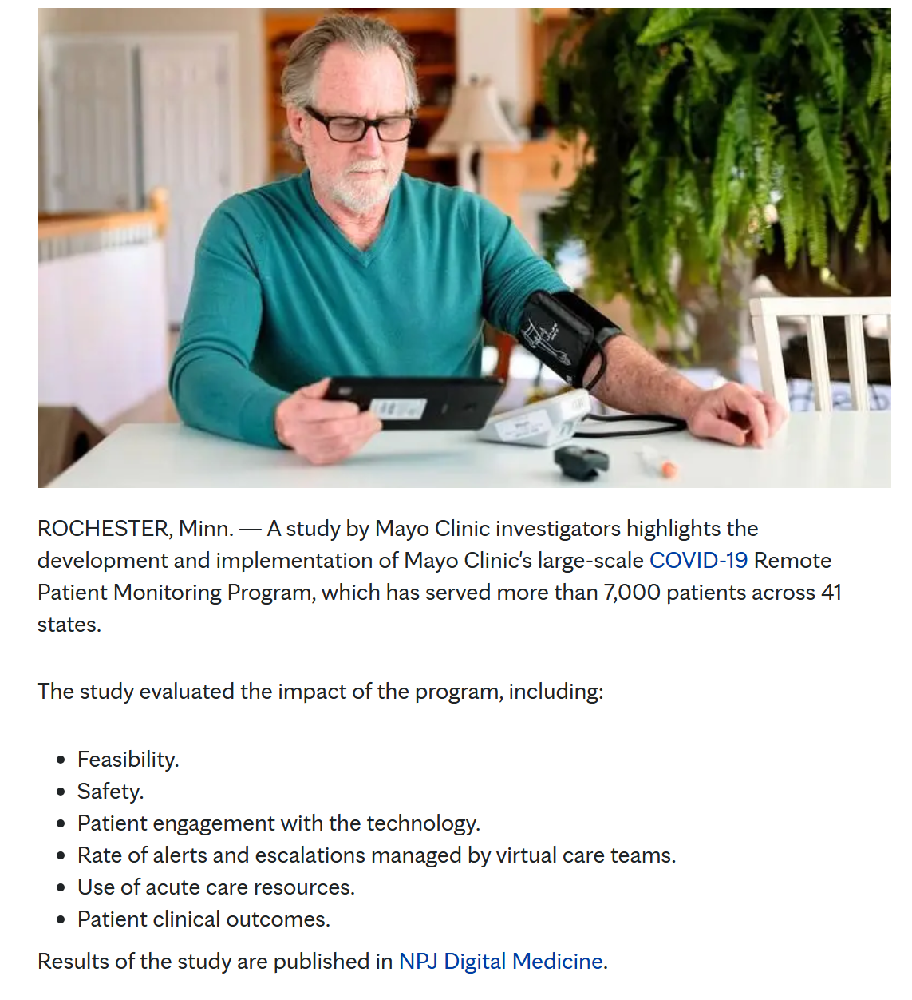 ROCHESTER, Minn. — A study by Mayo Clinic investigators highlights the
development and implementation of Mayo Clinic's large-scale COVID-19 Remote
Patient Monitoring Program, which has served more than 7,000 patients across 41
states.
The study evaluated the impact of the program, including:
• Feasibility.
• Safety.
• Patient engagement with the technology.
• Rate of alerts and escalations managed by virtual care teams.
• Use of acute care resources.
• Patient clinical outcomes.
Results of the study are published in NPJ Digital Medicine.